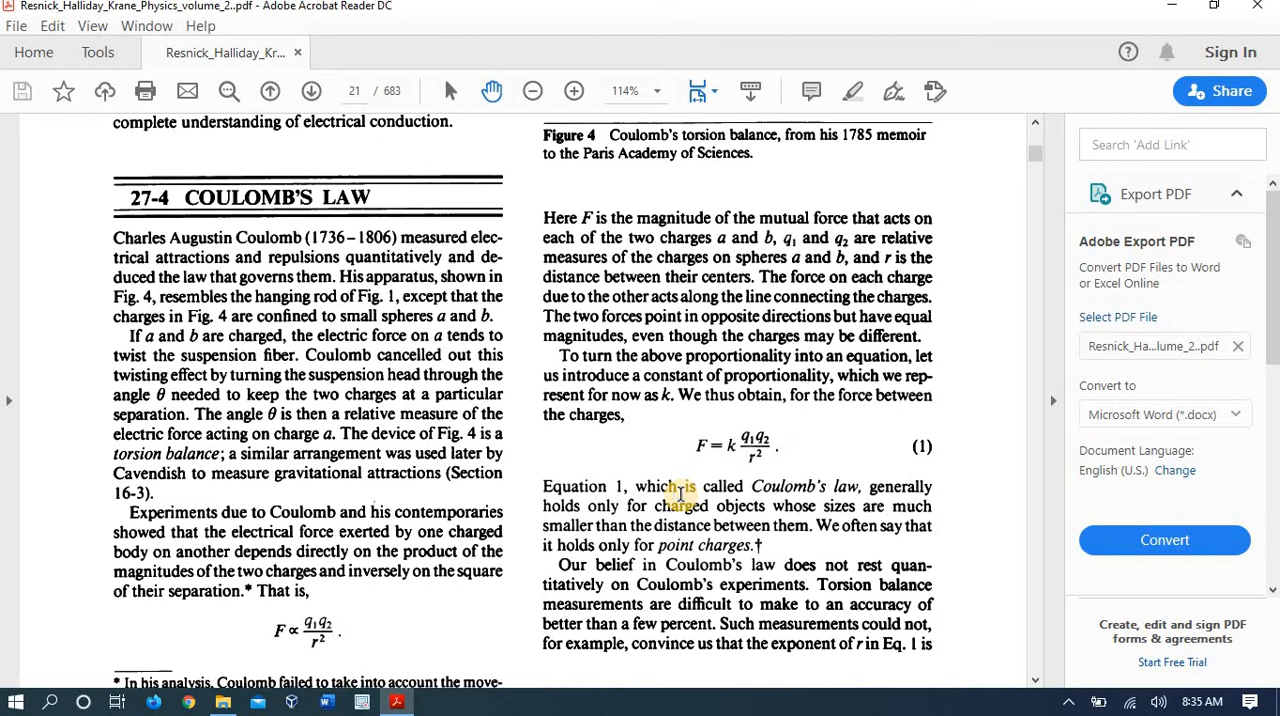 Resnick_Halliday_Krane_Physics_volume_2..pdf - Adobe Acrobat Reader DC
File Edit View Window Help
Home Tools Resnick_Halliday_Kr... × Sign In
21 / 683 114% Share
complete understanding of electrical conduction.
27-4 COULOMB'S LAW
Charles Augustin Coulomb (1736–1806) measured elec-
trical attractions and repulsions quantitatively and de-
duced the law that governs them. His apparatus, shown in
Fig. 4, resembles the hanging rod of Fig. 1, except that the
charges in Fig. 4 are confined to small spheres a and b.
If a and b are charged, the electric force on a tends to
twist the suspension fiber. Coulomb cancelled out this
twisting effect by turning the suspension head through the
angle θ needed to keep the two charges at a particular
separation. The angle θ is then a relative measure of the
electric force acting on charge a. The device of Fig. 4 is a
torsion balance; a similar arrangement was used later by
Cavendish to measure gravitational attractions (Section
16-3).
Experiments due to Coulomb and his contemporaries
showed that the electrical force exerted by one charged
body on another depends directly on the product of the
magnitudes of the two charges and inversely on the square
of their separation.* That is,
F ∝ q₁q₂ / r² .
* In his analysis, Coulomb failed to take into account the move-
Figure 4 Coulomb's torsion balance, from his 1785 memoir
to the Paris Academy of Sciences.
Here F is the magnitude of the mutual force that acts on
each of the two charges a and b, q₁ and q₂ are relative
measures of the charges on spheres a and b, and r is the
distance between their centers. The force on each charge
due to the other acts along the line connecting the charges.
The two forces point in opposite directions but have equal
magnitudes, even though the charges may be different.
To turn the above proportionality into an equation, let
us introduce a constant of proportionality, which we rep-
resent for now as k. We thus obtain, for the force between
the charges,
F = k q₁q₂ / r² . (1)
Equation 1, which is called Coulomb's law, generally
holds only for charged objects whose sizes are much
smaller than the distance between them. We often say that
it holds only for point charges.†
Our belief in Coulomb's law does not rest quan-
titatively on Coulomb's experiments. Torsion balance
measurements are difficult to make to an accuracy of
better than a few percent. Such measurements could not,
for example, convince us that the exponent of r in Eq. 1 is
Search 'Add Link'
Export PDF
Adobe Export PDF
Convert PDF Files to Word
or Excel Online
Select PDF File
Resnick_Ha...lume_2..pdf
Convert to
Microsoft Word (*.docx)
Document Language:
English (U.S.) Change
Convert
Create, edit and sign PDF
forms & agreements
Start Free Trial
8:35 AM